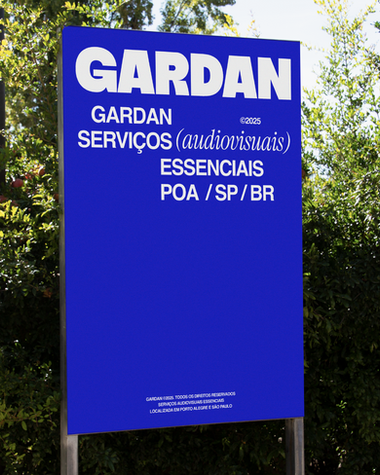 GARDAN
GARDAN ©2025
SERVIÇOS (audiovisuais)
ESSENCIAIS
POA / SP / BR
GARDAN ©2025. TODOS OS DIREITOS RESERVADOS
SERVIÇOS AUDIOVISUAIS ESSENCIAIS
LOCALIZADA EM PORTO ALEGRE E SÃO PAULO